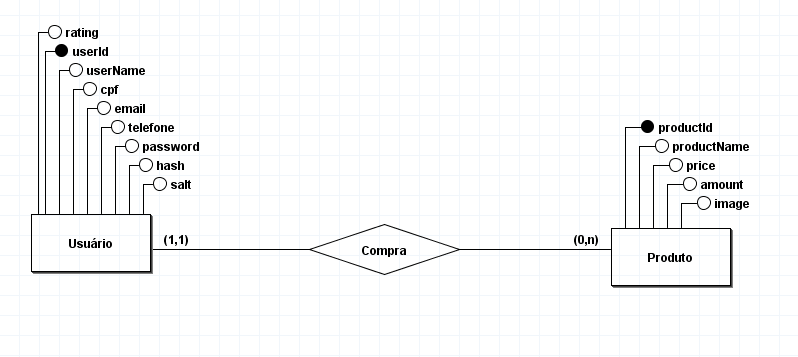 rating
userId
userName
cpf
email
telefone
password
hash
salt
Usuário
(1,1)
Compra
(0,n)
productId
productName
price
amount
image
Produto